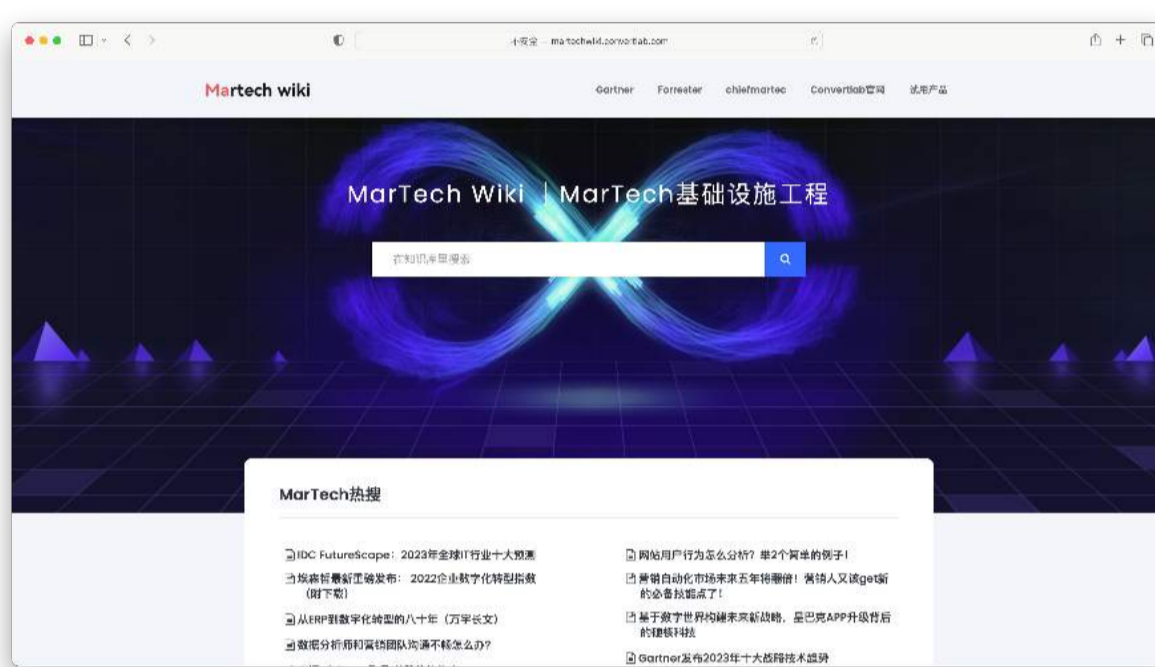 不安全 — martechwiki.convertlab.com
Martech wiki
Gartner Forrester chiefmartec Convertlab官网 试用产品
MarTech Wiki ｜MarTech基础设施工程
在知识库里搜索
MarTech热搜
IDC FutureScape：2023年全球IT行业十大预测
埃森哲最新重磅发布： 2022企业数字化转型指数
（附下载）
从ERP到数字化转型的八十年（万字长文）
数据分析师和营销团队沟通不畅怎么办?
网站用户行为怎么分析？举2个简单的例子！
营销自动化市场未来五年将翻倍！营销人又该get新
的必备技能点了！
基于数字世界构建未来新战略，星巴克APP升级背后
的硬核科技
Gartner发布2023年十大战略技术趋势